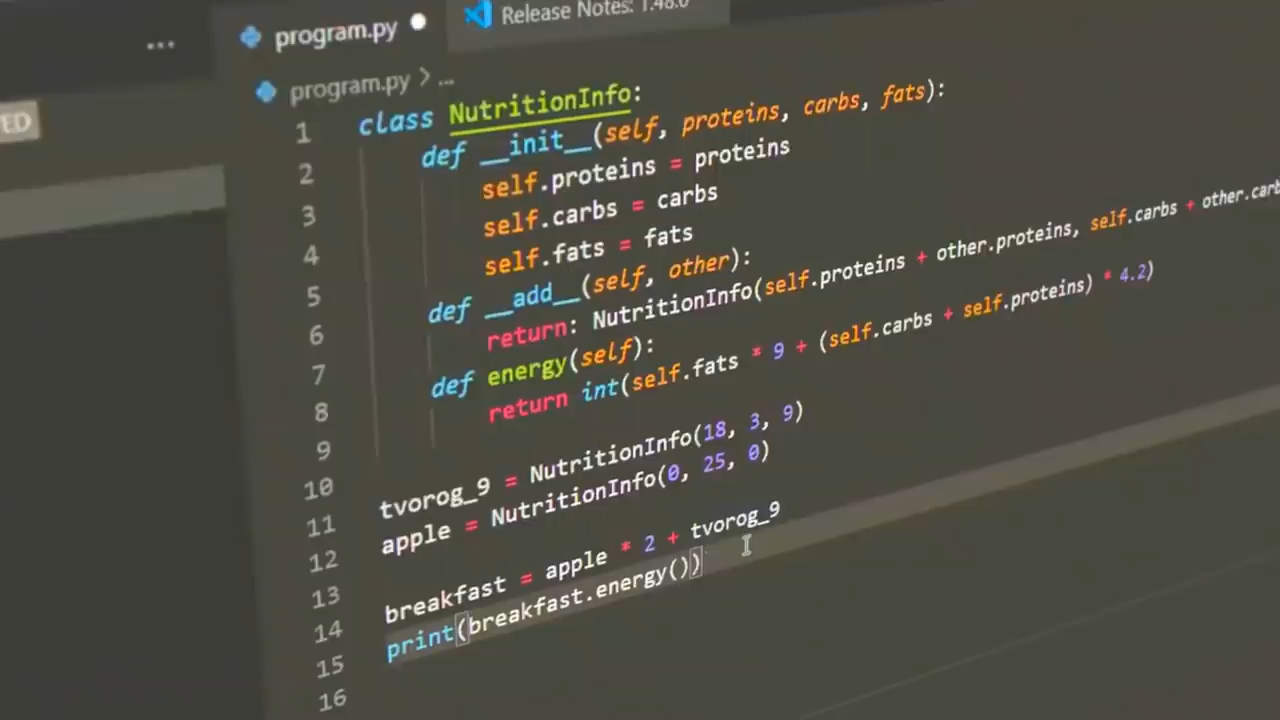 ...
program.py
Release Notes: 1.48.0
program.py > ...
1 class NutritionInfo:
2 def __init__(self, proteins, carbs, fats):
3 self.proteins = proteins
4 self.carbs = carbs
5 self.fats = fats
6 def __add__(self, other):
7 return: NutritionInfo(self.proteins + other.proteins, self.carbs + other.carb
8 def energy(self):
9 return int(self.fats * 9 + (self.carbs + self.proteins) * 4.2)
10
11 tvorog_9 = NutritionInfo(18, 3, 9)
12 apple = NutritionInfo(0, 25, 0)
13
14 breakfast = apple * 2 + tvorog_9
15 print(breakfast.energy())
16